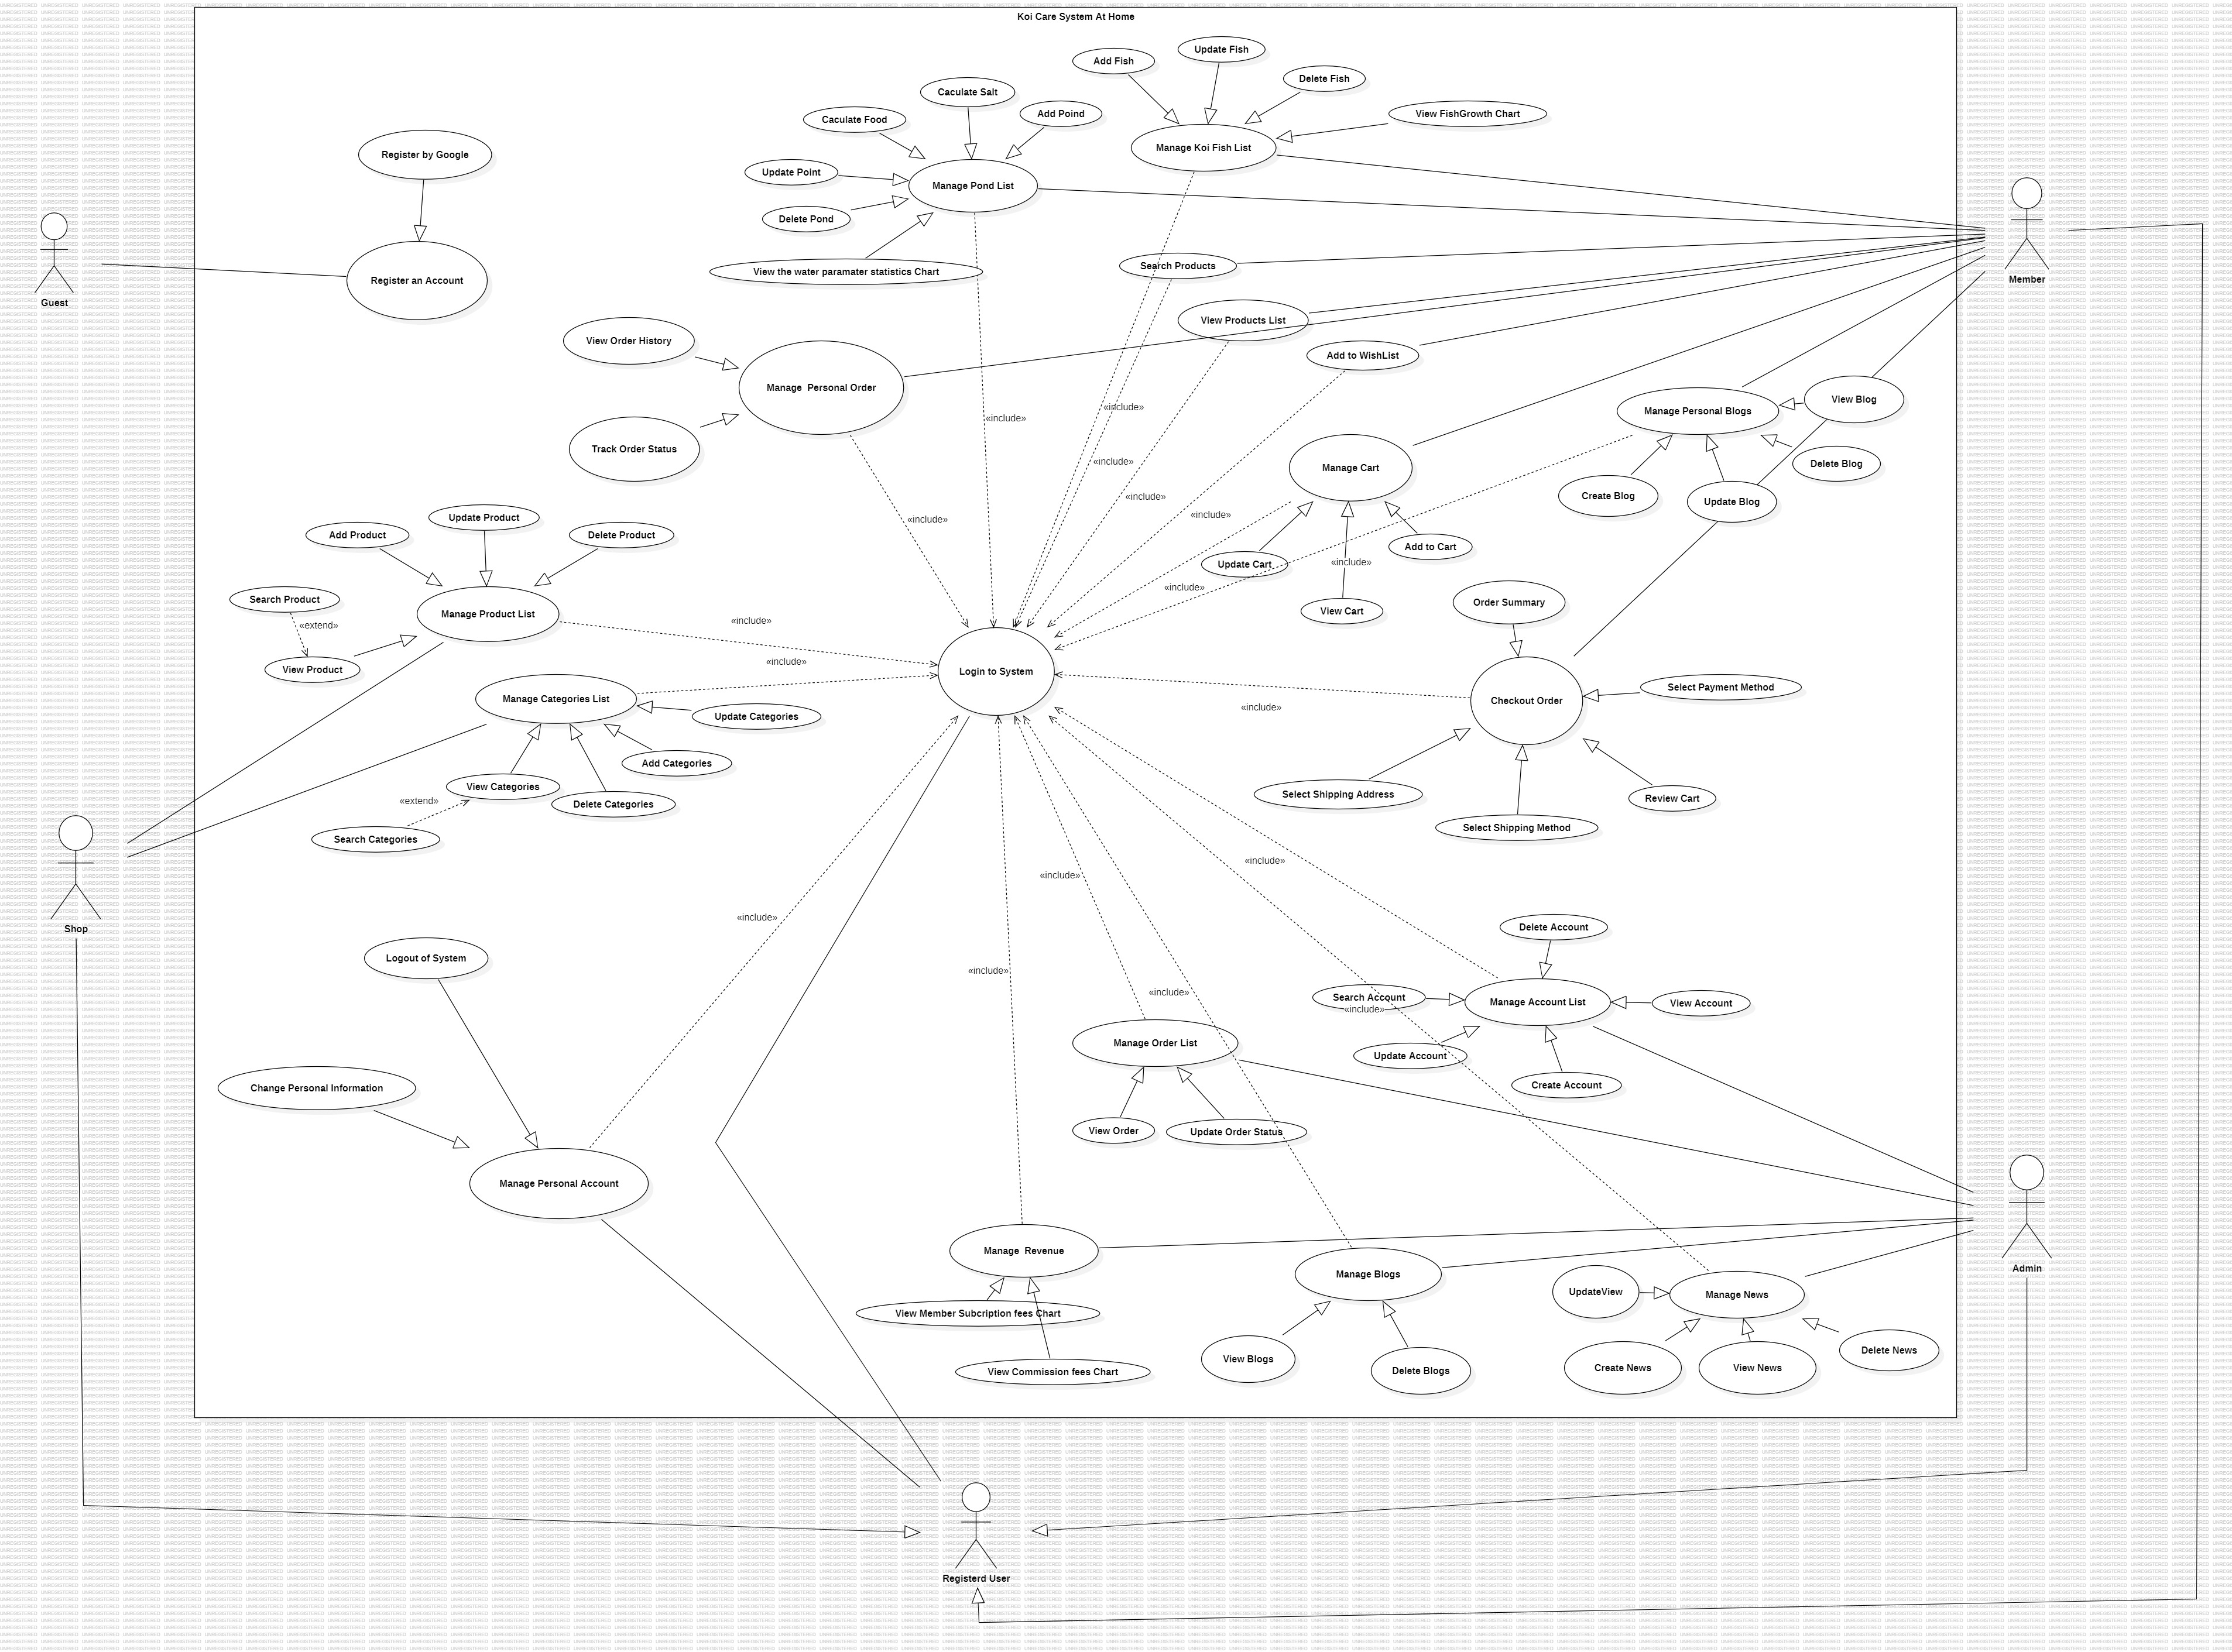 Koi Care System At Home
Add Fish
Update Fish
Delete Fish
View FishGrowth Chart
Manage Koi Fish List
Caculate Salt
Caculate Food
Add Poind
Update Point
Manage Pond List
Delete Pond
View the water paramater statistics Chart
Register by Google
Register an Account
Guest
Member
Search Products
View Products List
Add to WishList
View Order History
Manage  Personal Order
Track Order Status
Manage Personal Blogs
View Blog
Delete Blog
Create Blog
Update Blog
Manage Cart
Update Cart
Add to Cart
View Cart
«include»
«include»
«include»
«include»
«include»
«include»
«include»
«include»
Add Product
Update Product
Delete Product
Search Product
«extend»
View Product
Manage Product List
«include»
«include»
Login to System
Manage Categories List
Update Categories
Add Categories
View Categories
Delete Categories
«extend»
Search Categories
Order Summary
Checkout Order
Select Payment Method
«include»
Select Shipping Address
Select Shipping Method
Review Cart
Shop
Logout of System
Change Personal Information
Manage Personal Account
«include»
«include»
«include»
«include»
«include»
«include»
Delete Account
Search Account
Manage Account List
View Account
Update Account
Create Account
Manage Order List
View Order
Update Order Status
Admin
Manage  Revenue
View Member Subcription fees Chart
View Commission fees Chart
Manage Blogs
View Blogs
Delete Blogs
UpdateView
Manage News
Create News
View News
Delete News
Registerd User
UNREGISTERED